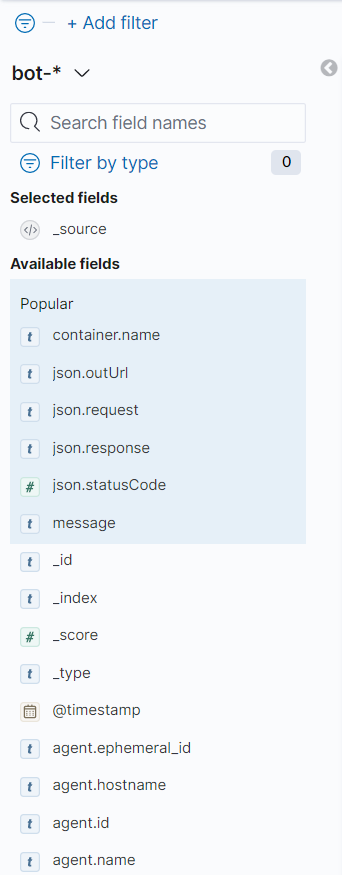 + Add filter
bot-*
Search field names
Filter by type 0
Selected fields
</> _source
Available fields
Popular
t container.name
t json.outUrl
t json.request
t json.response
# json.statusCode
t message
t _id
t _index
# _score
t _type
@timestamp
t agent.ephemeral_id
t agent.hostname
t agent.id
t agent.name